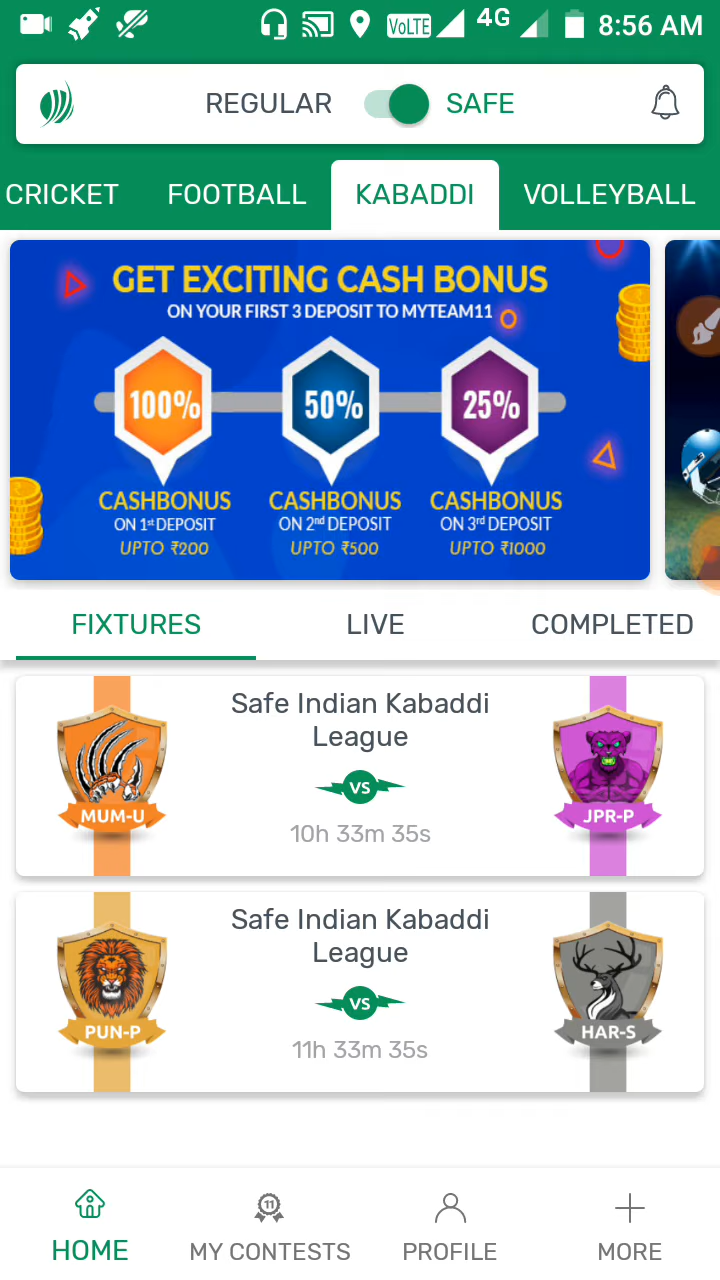 VoLTE 4G 8:56 AM
REGULAR SAFE
CRICKET FOOTBALL KABADDI VOLLEYBALL
GET EXCITING CASH BONUS
ON YOUR FIRST 3 DEPOSIT TO MYTEAM11
100% 50% 25%
CASHBONUS CASHBONUS CASHBONUS
ON 1st DEPOSIT ON 2nd DEPOSIT ON 3rd DEPOSIT
UPTO ₹200 UPTO ₹500 UPTO ₹1000
FIXTURES LIVE COMPLETED
Safe Indian Kabaddi
League
VS
MUM-U JPR-P
10h 33m 35s
Safe Indian Kabaddi
League
VS
PUN-P HAR-S
11h 33m 35s
11
HOME MY CONTESTS PROFILE MORE